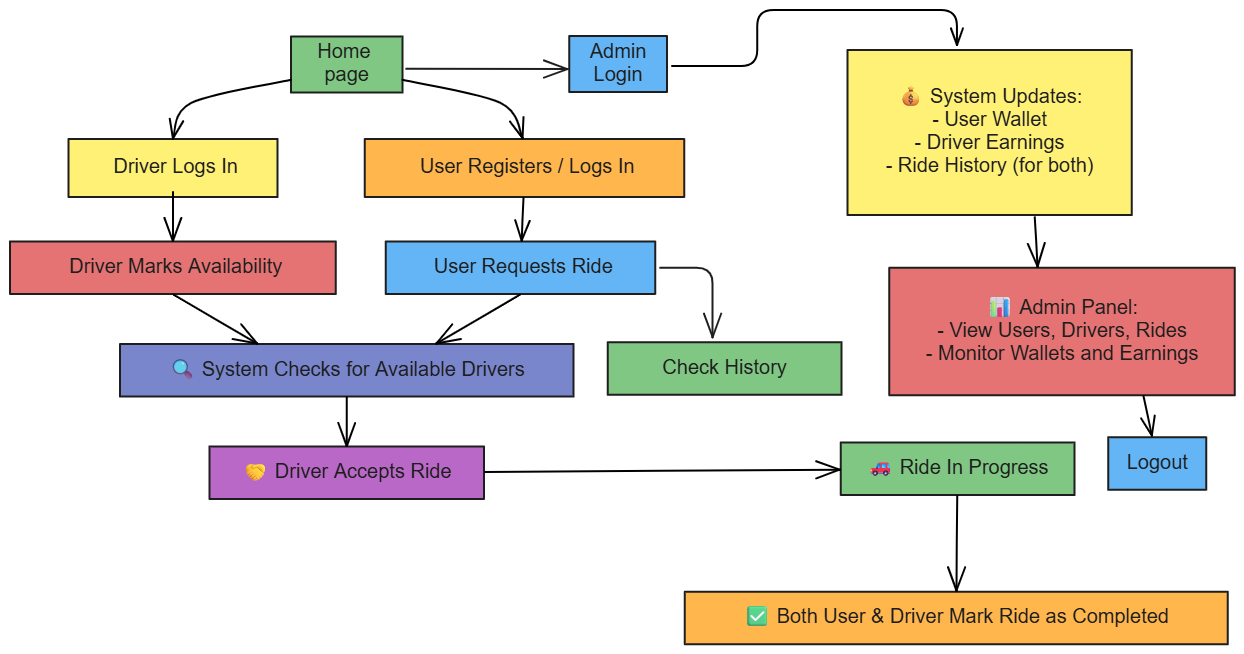 Home
page
Admin
Login
💰 System Updates:
- User Wallet
- Driver Earnings
- Ride History (for both)
Driver Logs In
User Registers / Logs In
Driver Marks Availability
User Requests Ride
📊 Admin Panel:
- View Users, Drivers, Rides
- Monitor Wallets and Earnings
🔍 System Checks for Available Drivers
Check History
🤝 Driver Accepts Ride
🚗 Ride In Progress
Logout
✅ Both User & Driver Mark Ride as Completed